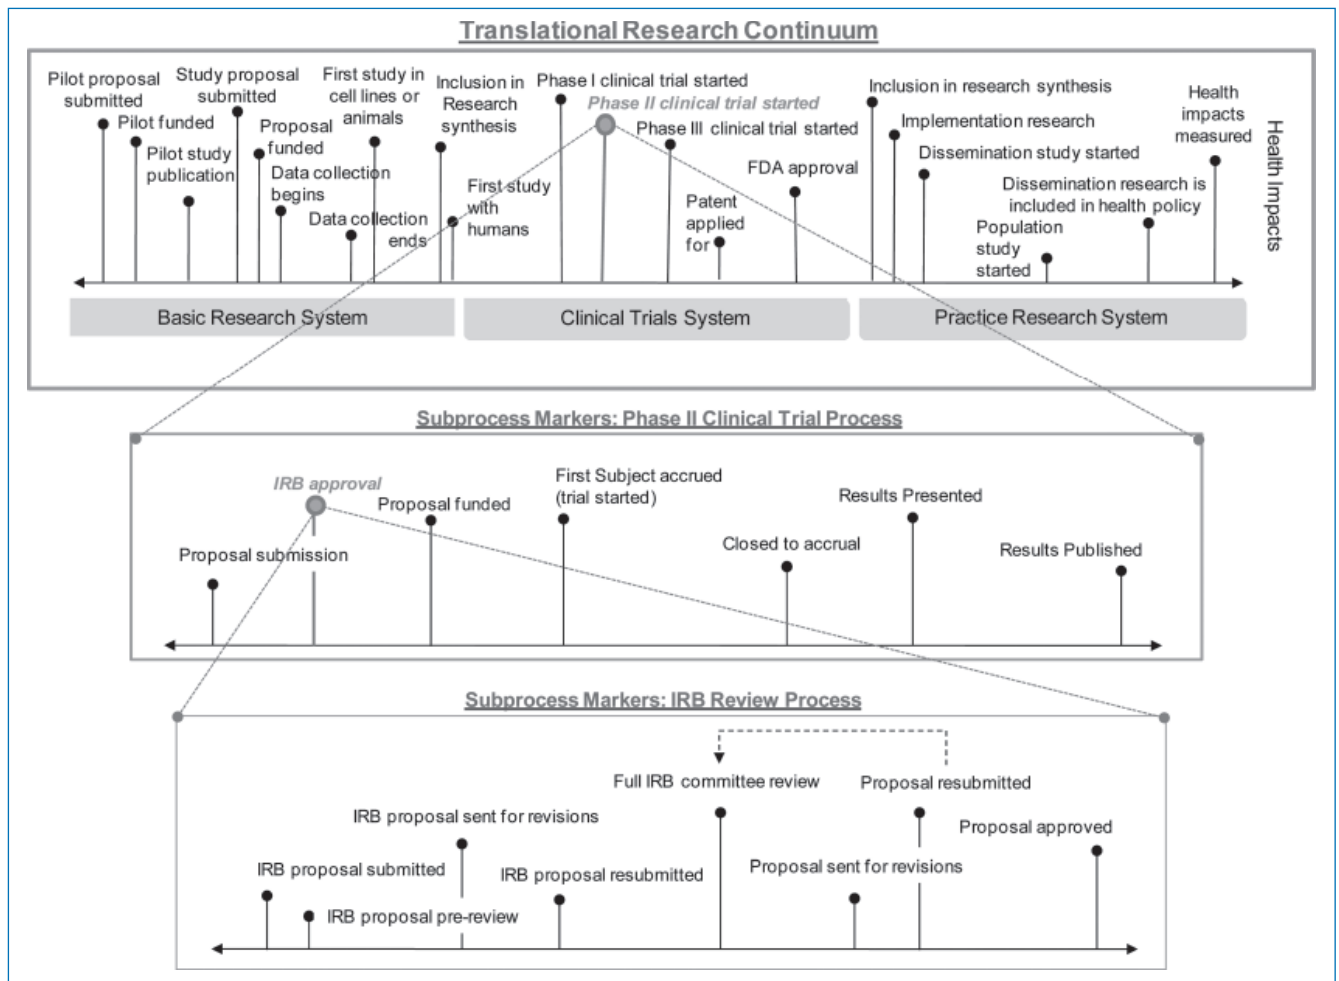 Translational Research Continuum
Pilot proposal
submitted
Pilot funded
Pilot study
publication
Study proposal
submitted
Proposal
funded
Data collection
begins
Data collection
ends
First study in
cell lines or
animals
Inclusion in
Research
synthesis
First study
with
humans
Phase I clinical trial started
Phase II clinical trial started
Phase III clinical trial started
Patent
applied
for
FDA approval
Inclusion in research synthesis
Implementation research
Dissemination study started
Dissemination research is
included in health policy
Population
study
started
Health
impacts
measured
Health Impacts
Basic Research System
Clinical Trials System
Practice Research System
Subprocess Markers: Phase II Clinical Trial Process
Proposal submission
IRB approval
Proposal funded
First Subject accrued
(trial started)
Closed to accrual
Results Presented
Results Published
Subprocess Markers: IRB Review Process
IRB proposal submitted
IRB proposal pre-review
IRB proposal sent for revisions
IRB proposal resubmitted
Full IRB committee review
Proposal sent for revisions
Proposal resubmitted
Proposal approved